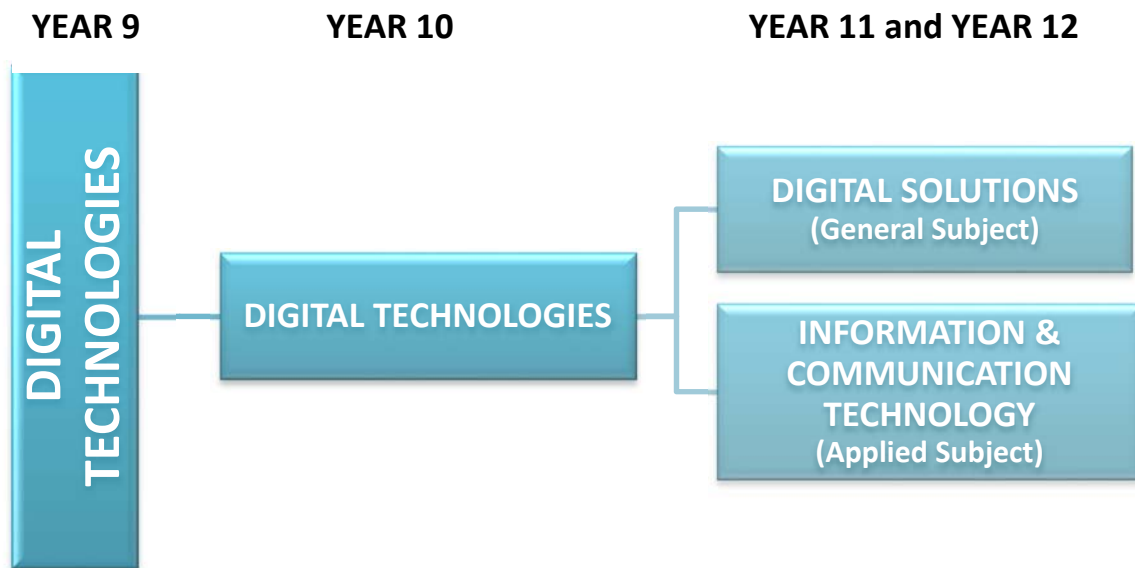 YEAR 9
YEAR 10
YEAR 11 and YEAR 12
DIGITAL
TECHNOLOGIES
DIGITAL TECHNOLOGIES
DIGITAL SOLUTIONS
(General Subject)
INFORMATION &
COMMUNICATION
TECHNOLOGY
(Applied Subject)